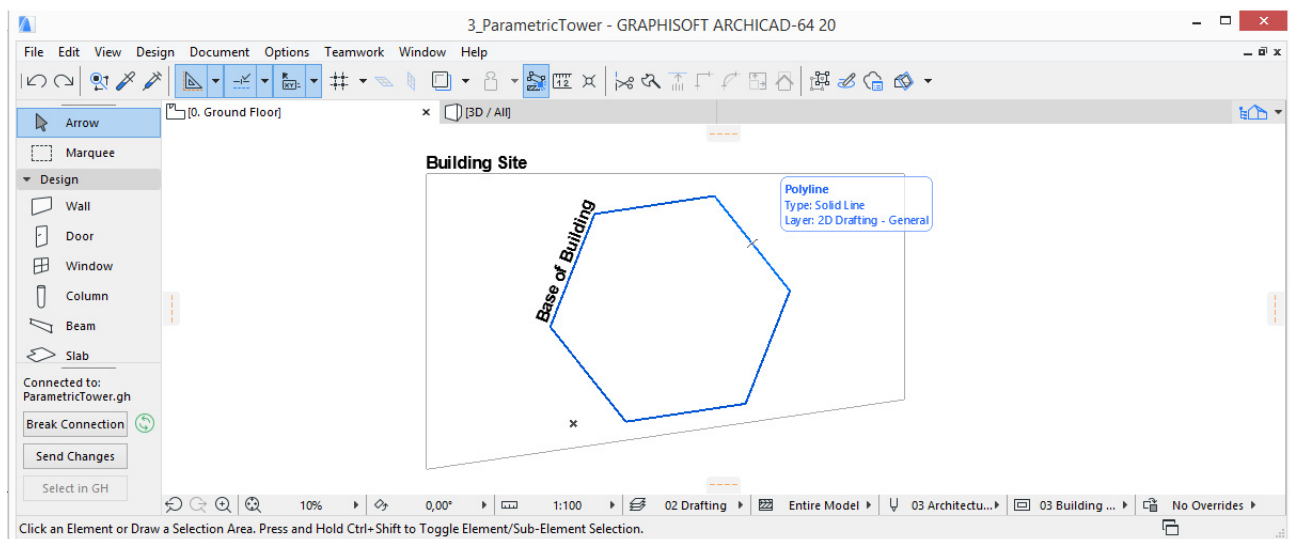 3_ParametricTower - GRAPHISOFT ARCHICAD-64 20
File Edit View Design Document Options Teamwork Window Help
[0. Ground Floor] [3D / All]
Arrow
Marquee
Design
Wall
Door
Window
Column
Beam
Slab
Connected to:
ParametricTower.gh
Break Connection
Send Changes
Select in GH
Building Site
Base of Building
Polyline
Type: Solid Line
Layer: 2D Drafting - General
10% 0,00° 1:100 02 Drafting Entire Model 03 Architectu... 03 Building ... No Overrides
Click an Element or Draw a Selection Area. Press and Hold Ctrl+Shift to Toggle Element/Sub-Element Selection.